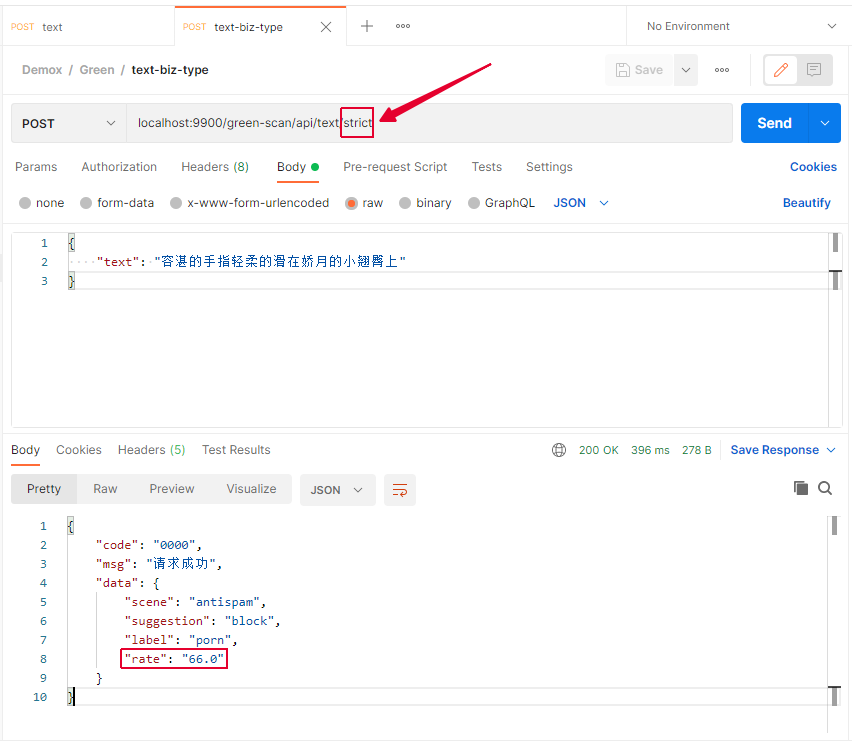 POST text
POST text-biz-type
No Environment
Demox / Green / text-biz-type
Save
POST
localhost:9900/green-scan/api/text/strict
Send
Params Authorization Headers (8) Body Pre-request Script Tests Settings Cookies
none form-data x-www-form-urlencoded raw binary GraphQL JSON Beautify
1 {
2 ····"text": "容湛的手指轻柔的滑在娇月的小翘臀上"
3 }
Body Cookies Headers (5) Test Results 200 OK 396 ms 278 B Save Response
Pretty Raw Preview Visualize JSON
1 {
2 "code": "0000",
3 "msg": "请求成功",
4 "data": {
5 "scene": "antispam",
6 "suggestion": "block",
7 "label": "porn",
8 "rate": "66.0"
9 }
10 }